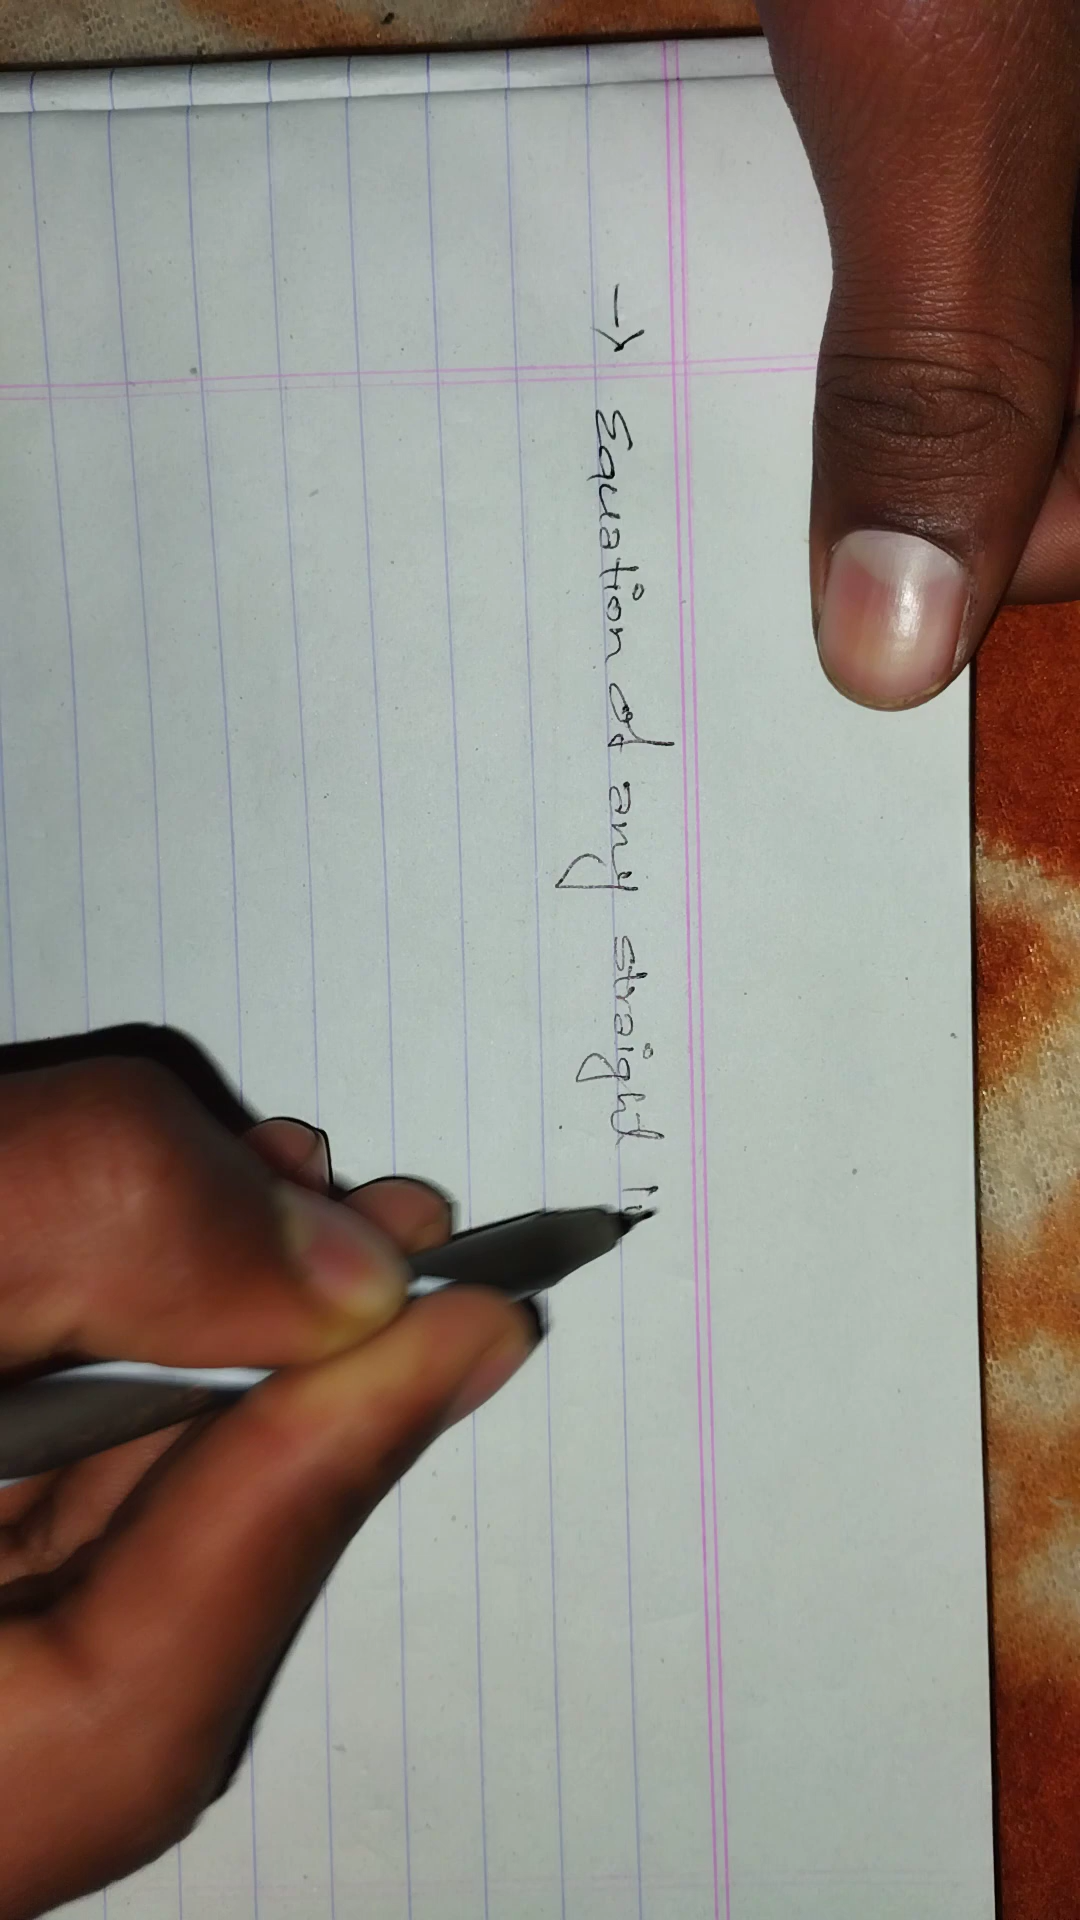 → Equation of any straight